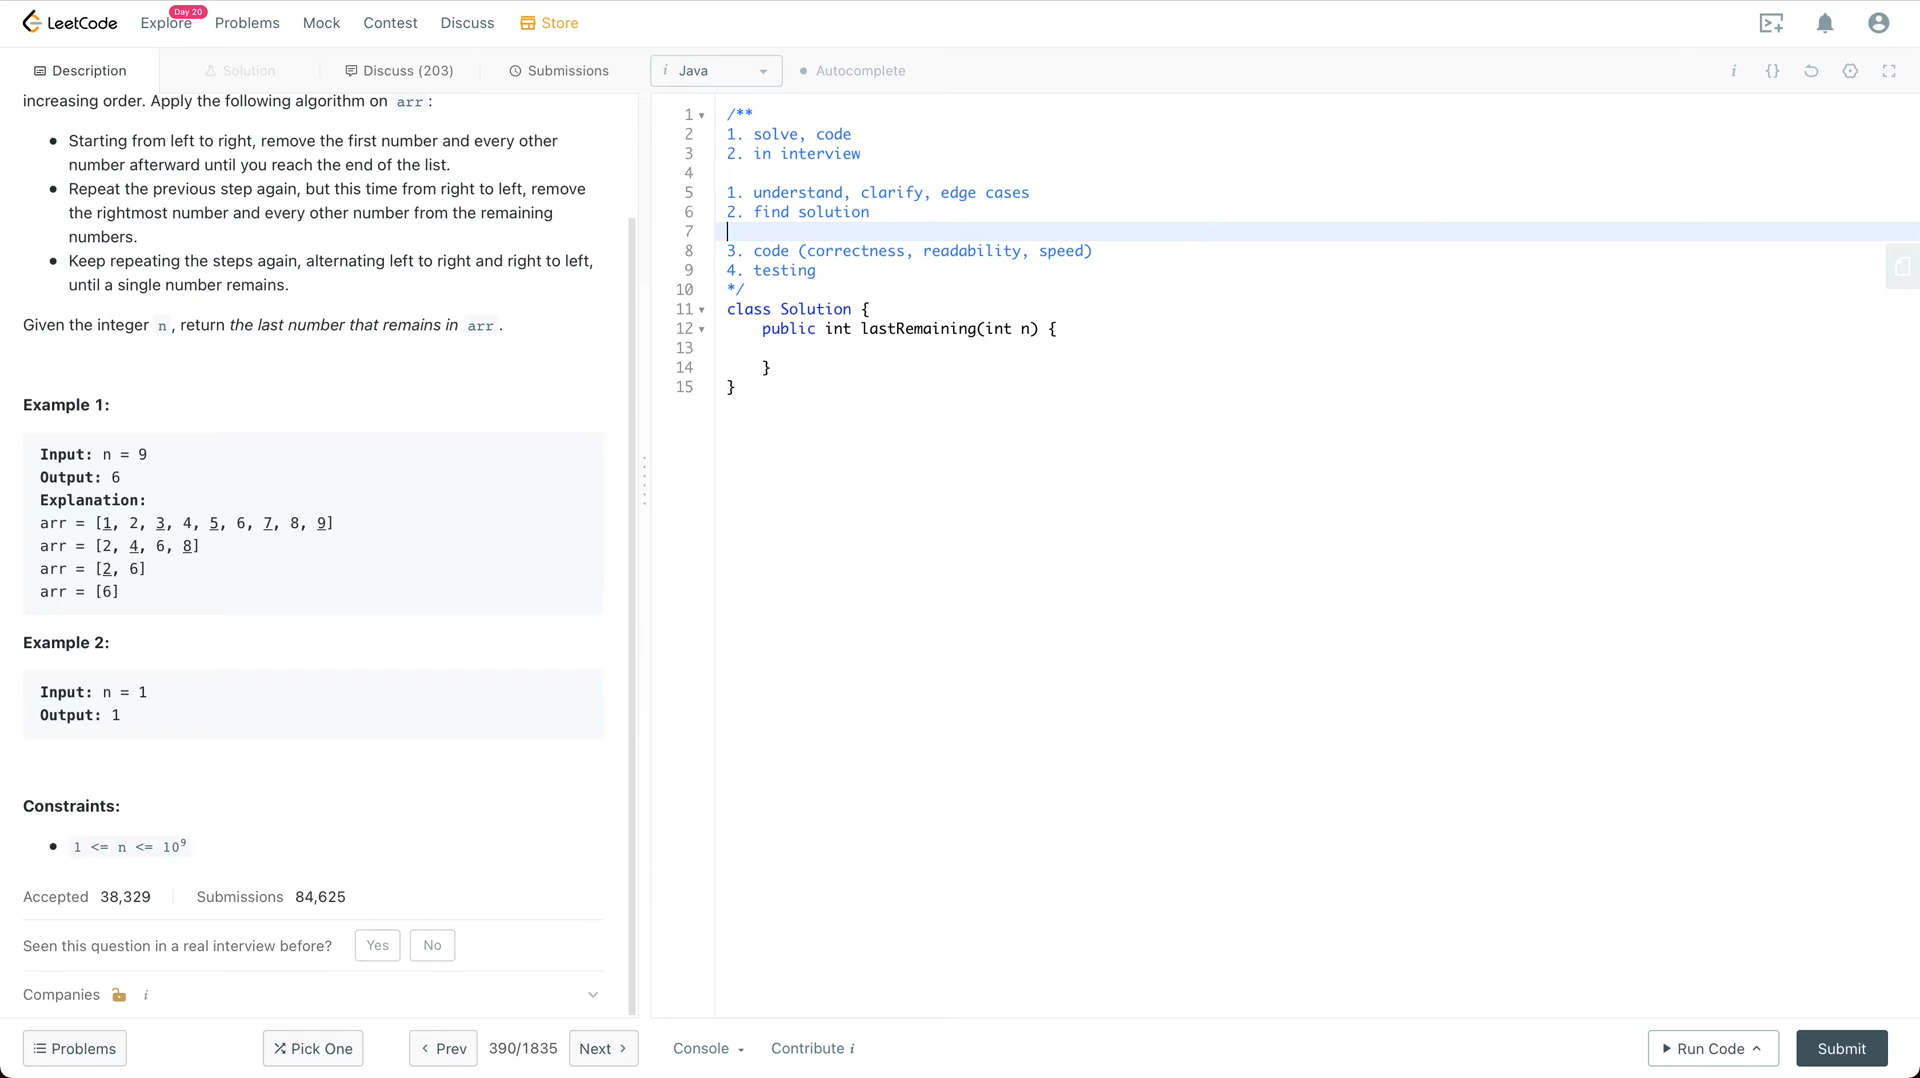 LeetCode
Explore
Day 20
Problems
Mock
Contest
Discuss
Store
Description
Solution
Discuss (203)
Submissions
i Java
Autocomplete
i {}
increasing order. Apply the following algorithm on arr :
• Starting from left to right, remove the first number and every other
number afterward until you reach the end of the list.
• Repeat the previous step again, but this time from right to left, remove
the rightmost number and every other number from the remaining
numbers.
• Keep repeating the steps again, alternating left to right and right to left,
until a single number remains.
Given the integer n , return the last number that remains in arr .
Example 1:
Input: n = 9
Output: 6
Explanation:
arr = [1, 2, 3, 4, 5, 6, 7, 8, 9]
arr = [2, 4, 6, 8]
arr = [2, 6]
arr = [6]
Example 2:
Input: n = 1
Output: 1
Constraints:
• 1 <= n <= 10⁹
Accepted 38,329 Submissions 84,625
Seen this question in a real interview before? Yes No
Companies i
1 /**
2 1. solve, code
3 2. in interview
4
5 1. understand, clarify, edge cases
6 2. find solution
7
8 3. code (correctness, readability, speed)
9 4. testing
10 */
11 class Solution {
12 public int lastRemaining(int n) {
13
14 }
15 }
Problems
Pick One
Prev
390/1835
Next
Console
Contribute i
Run Code
Submit